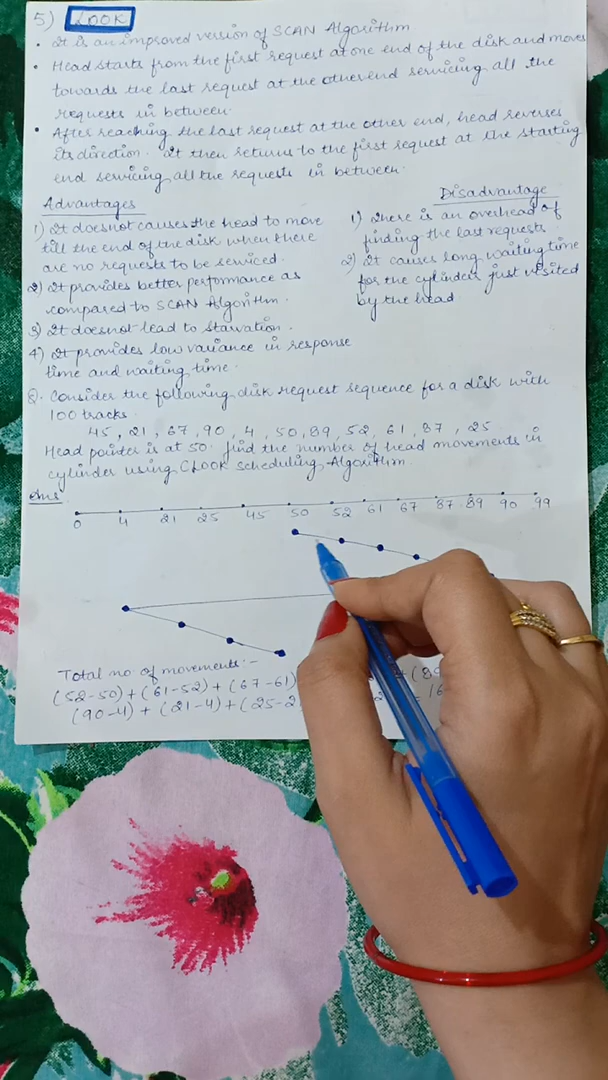 5) LOOK
• It is an improved version of SCAN Algorithm
• Head starts from the first request at one end of the disk and moves
towards the last request at the other end servicing all the
requests in between.
• After reaching the last request at the other end, head reverses
its direction. It then returns to the first request at the starting
end servicing all the requests in between.
Advantages
1) It doesnot causes the head to move
till the end of the disk when there
are no requests to be serviced.
2) It provides better performance as
compared to SCAN Algorithm.
3) It doesnot lead to starvation.
4) It provides low variance in response
time and waiting time.
Disadvantage
1) There is an overhead of
finding the last requests
2) It causes long waiting time
for the cylinders just visited
by the head
Q. Consider the following disk request sequence for a disk with
100 tracks
45, 21, 67, 90, 4, 50, 89, 52, 61, 87, 25
Head pointer is at 50. find the number of head movements in
cylinder using CLOOK scheduling Algorithm.
ans
0 4 21 25 45 50 52 61 67 87 89 90 99
Total no of movements:-
(52-50)+(61-52)+(67-61)
(90-4)+(21-4)+(25-2